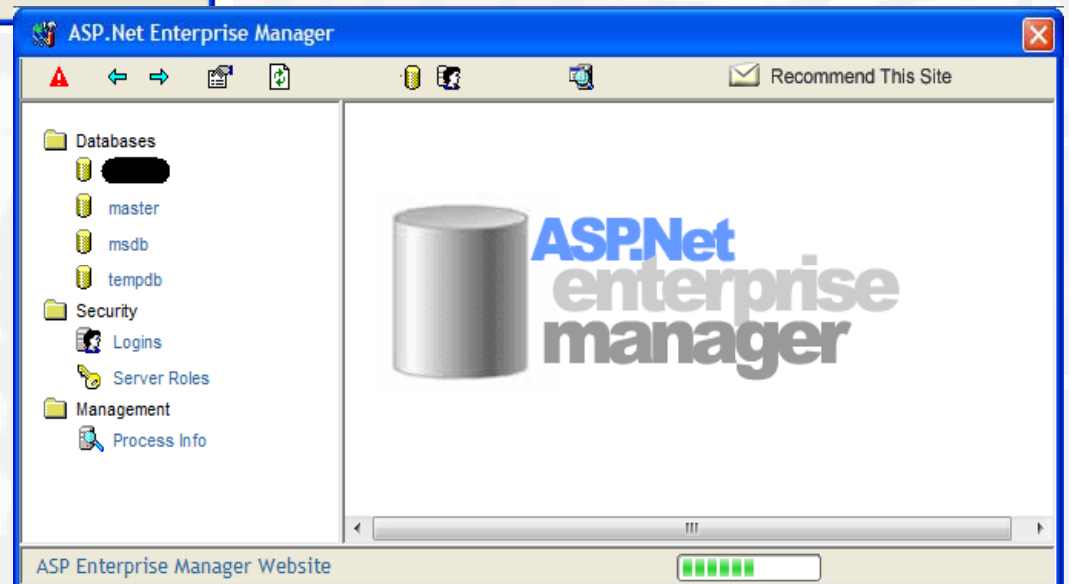 ASP.Net Enterprise Manager
Recommend This Site
Databases
master
msdb
tempdb
Security
Logins
Server Roles
Management
Process Info
ASP.Net
enterprise
manager
ASP Enterprise Manager Website